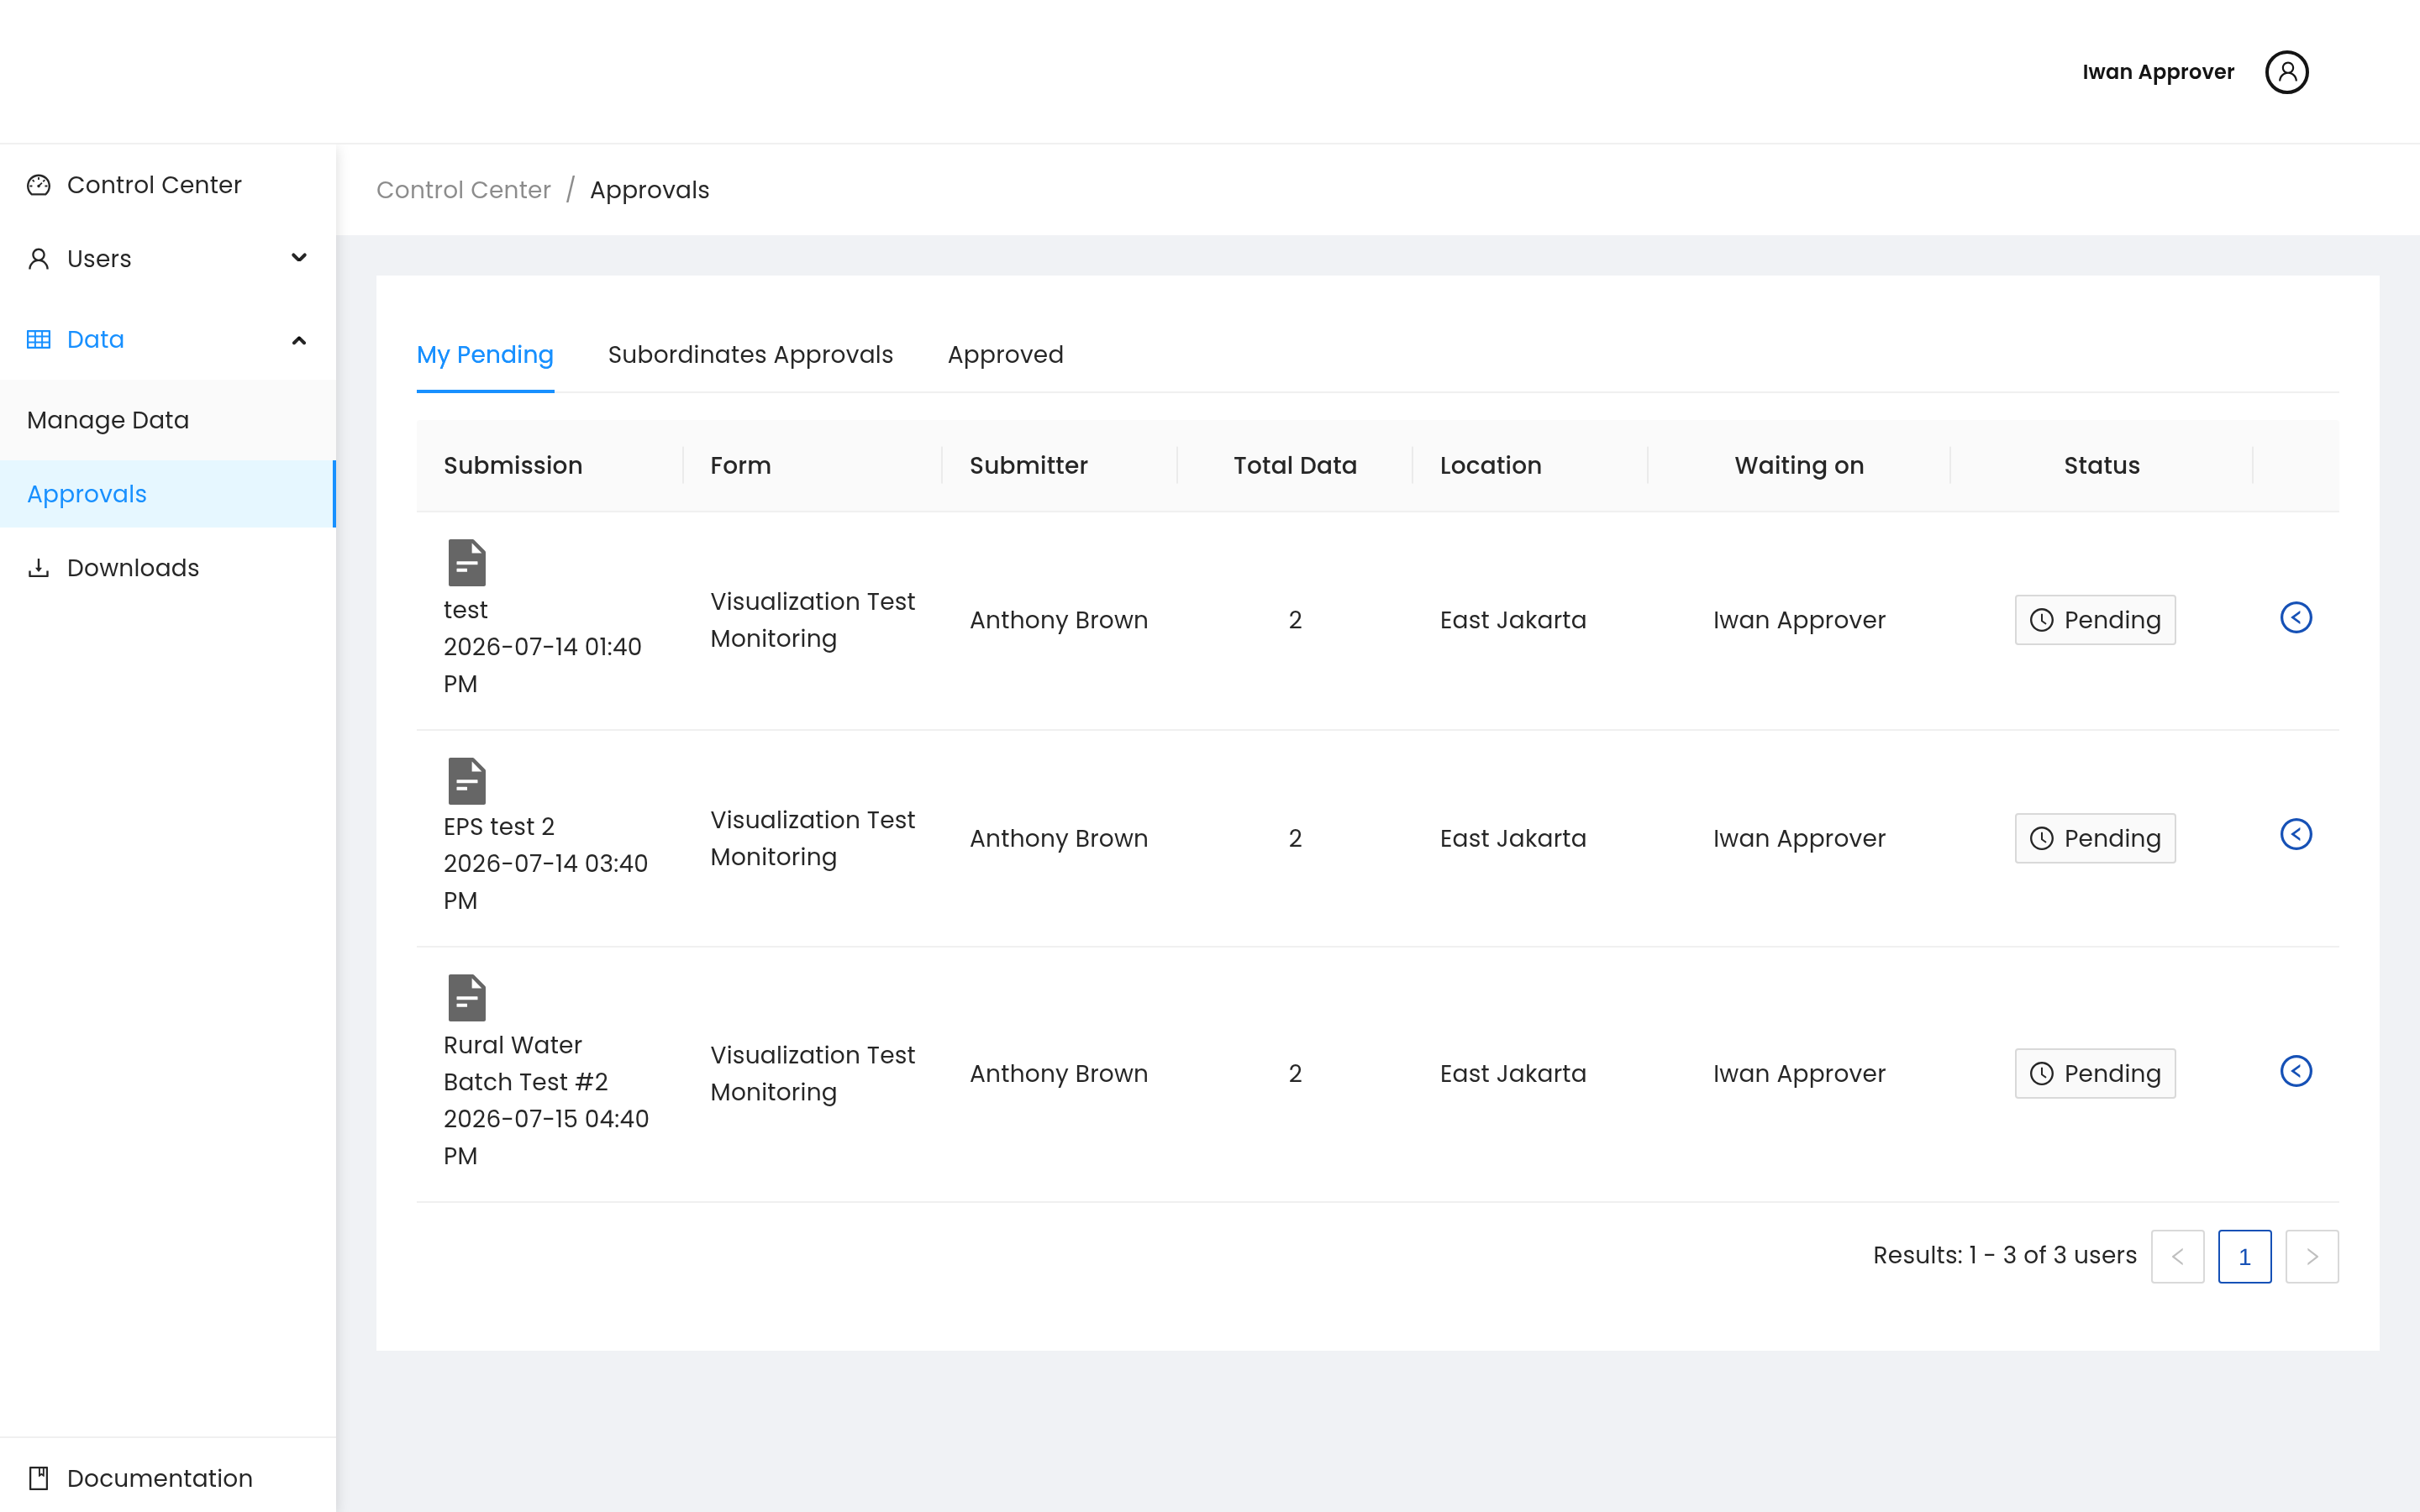 Iwan Approver
Control Center
Users
Data
Manage Data
Approvals
Downloads
Documentation
Control Center / Approvals
My Pending Subordinates Approvals Approved
Submission Form Submitter Total Data Location Waiting on Status
test
2026-07-14 01:40
PM
Visualization Test
Monitoring
Anthony Brown
2
East Jakarta
Iwan Approver
Pending
EPS test 2
2026-07-14 03:40
PM
Visualization Test
Monitoring
Anthony Brown
2
East Jakarta
Iwan Approver
Pending
Rural Water
Batch Test #2
2026-07-15 04:40
PM
Visualization Test
Monitoring
Anthony Brown
2
East Jakarta
Iwan Approver
Pending
Results: 1 - 3 of 3 users < 1 >